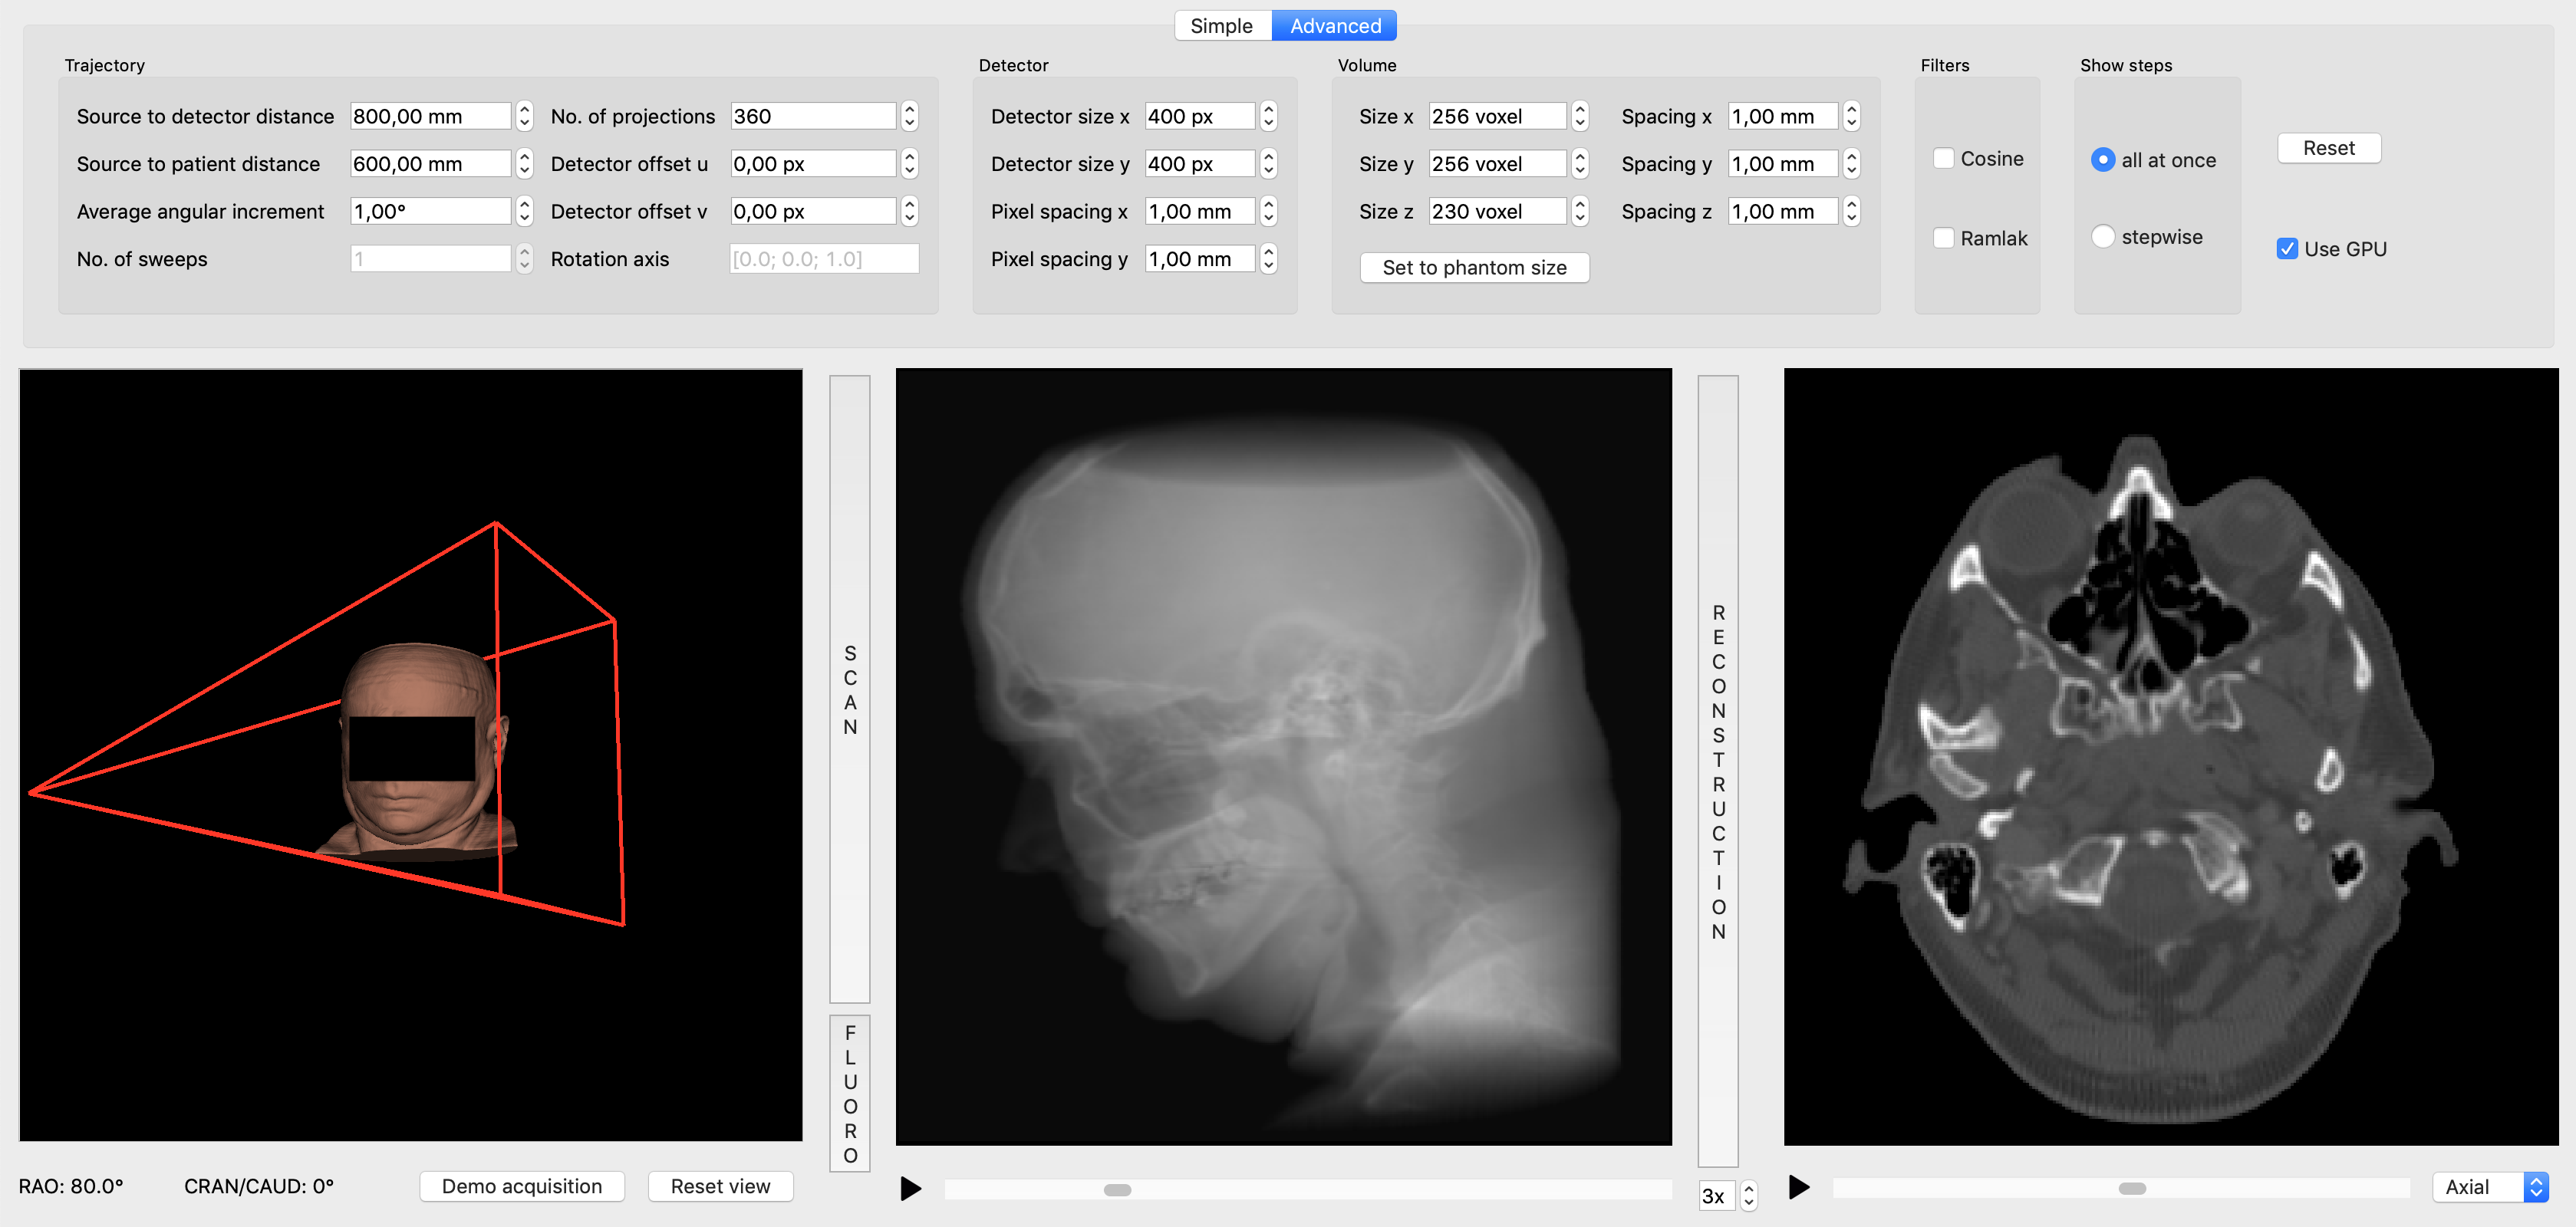 Simple Advanced
Trajectory Detector Volume Filters Show steps
Source to detector distance 800,00 mm No. of projections 360 Detector size x 400 px Size x 256 voxel Spacing x 1,00 mm
Source to patient distance 600,00 mm Detector offset u 0,00 px Detector size y 400 px Size y 256 voxel Spacing y 1,00 mm Cosine all at once Reset
Average angular increment 1,00° Detector offset v 0,00 px Pixel spacing x 1,00 mm Size z 230 voxel Spacing z 1,00 mm Ramlak stepwise
No. of sweeps 1 Rotation axis [0.0; 0.0; 1.0] Pixel spacing y 1,00 mm Set to phantom size Use GPU
SCAN
FLUORO
RECONSTRUCTION
RAO: 80.0° CRAN/CAUD: 0° Demo acquisition Reset view 3x Axial